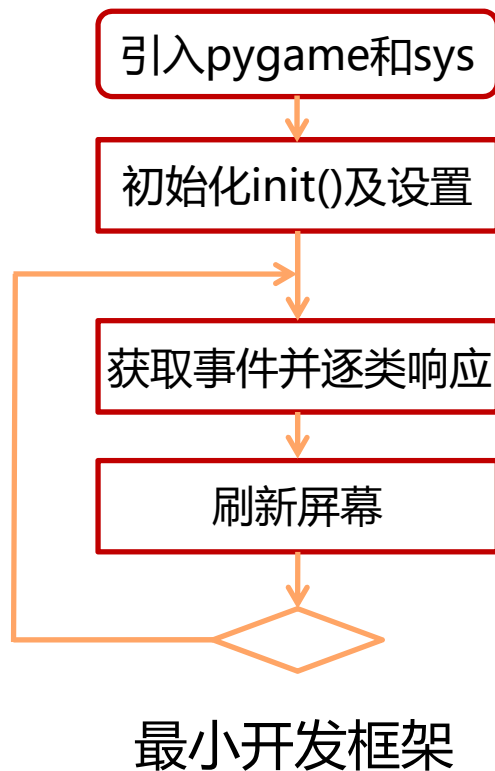 引入pygame和sys
初始化init()及设置
获取事件并逐类响应
刷新屏幕
最小开发框架